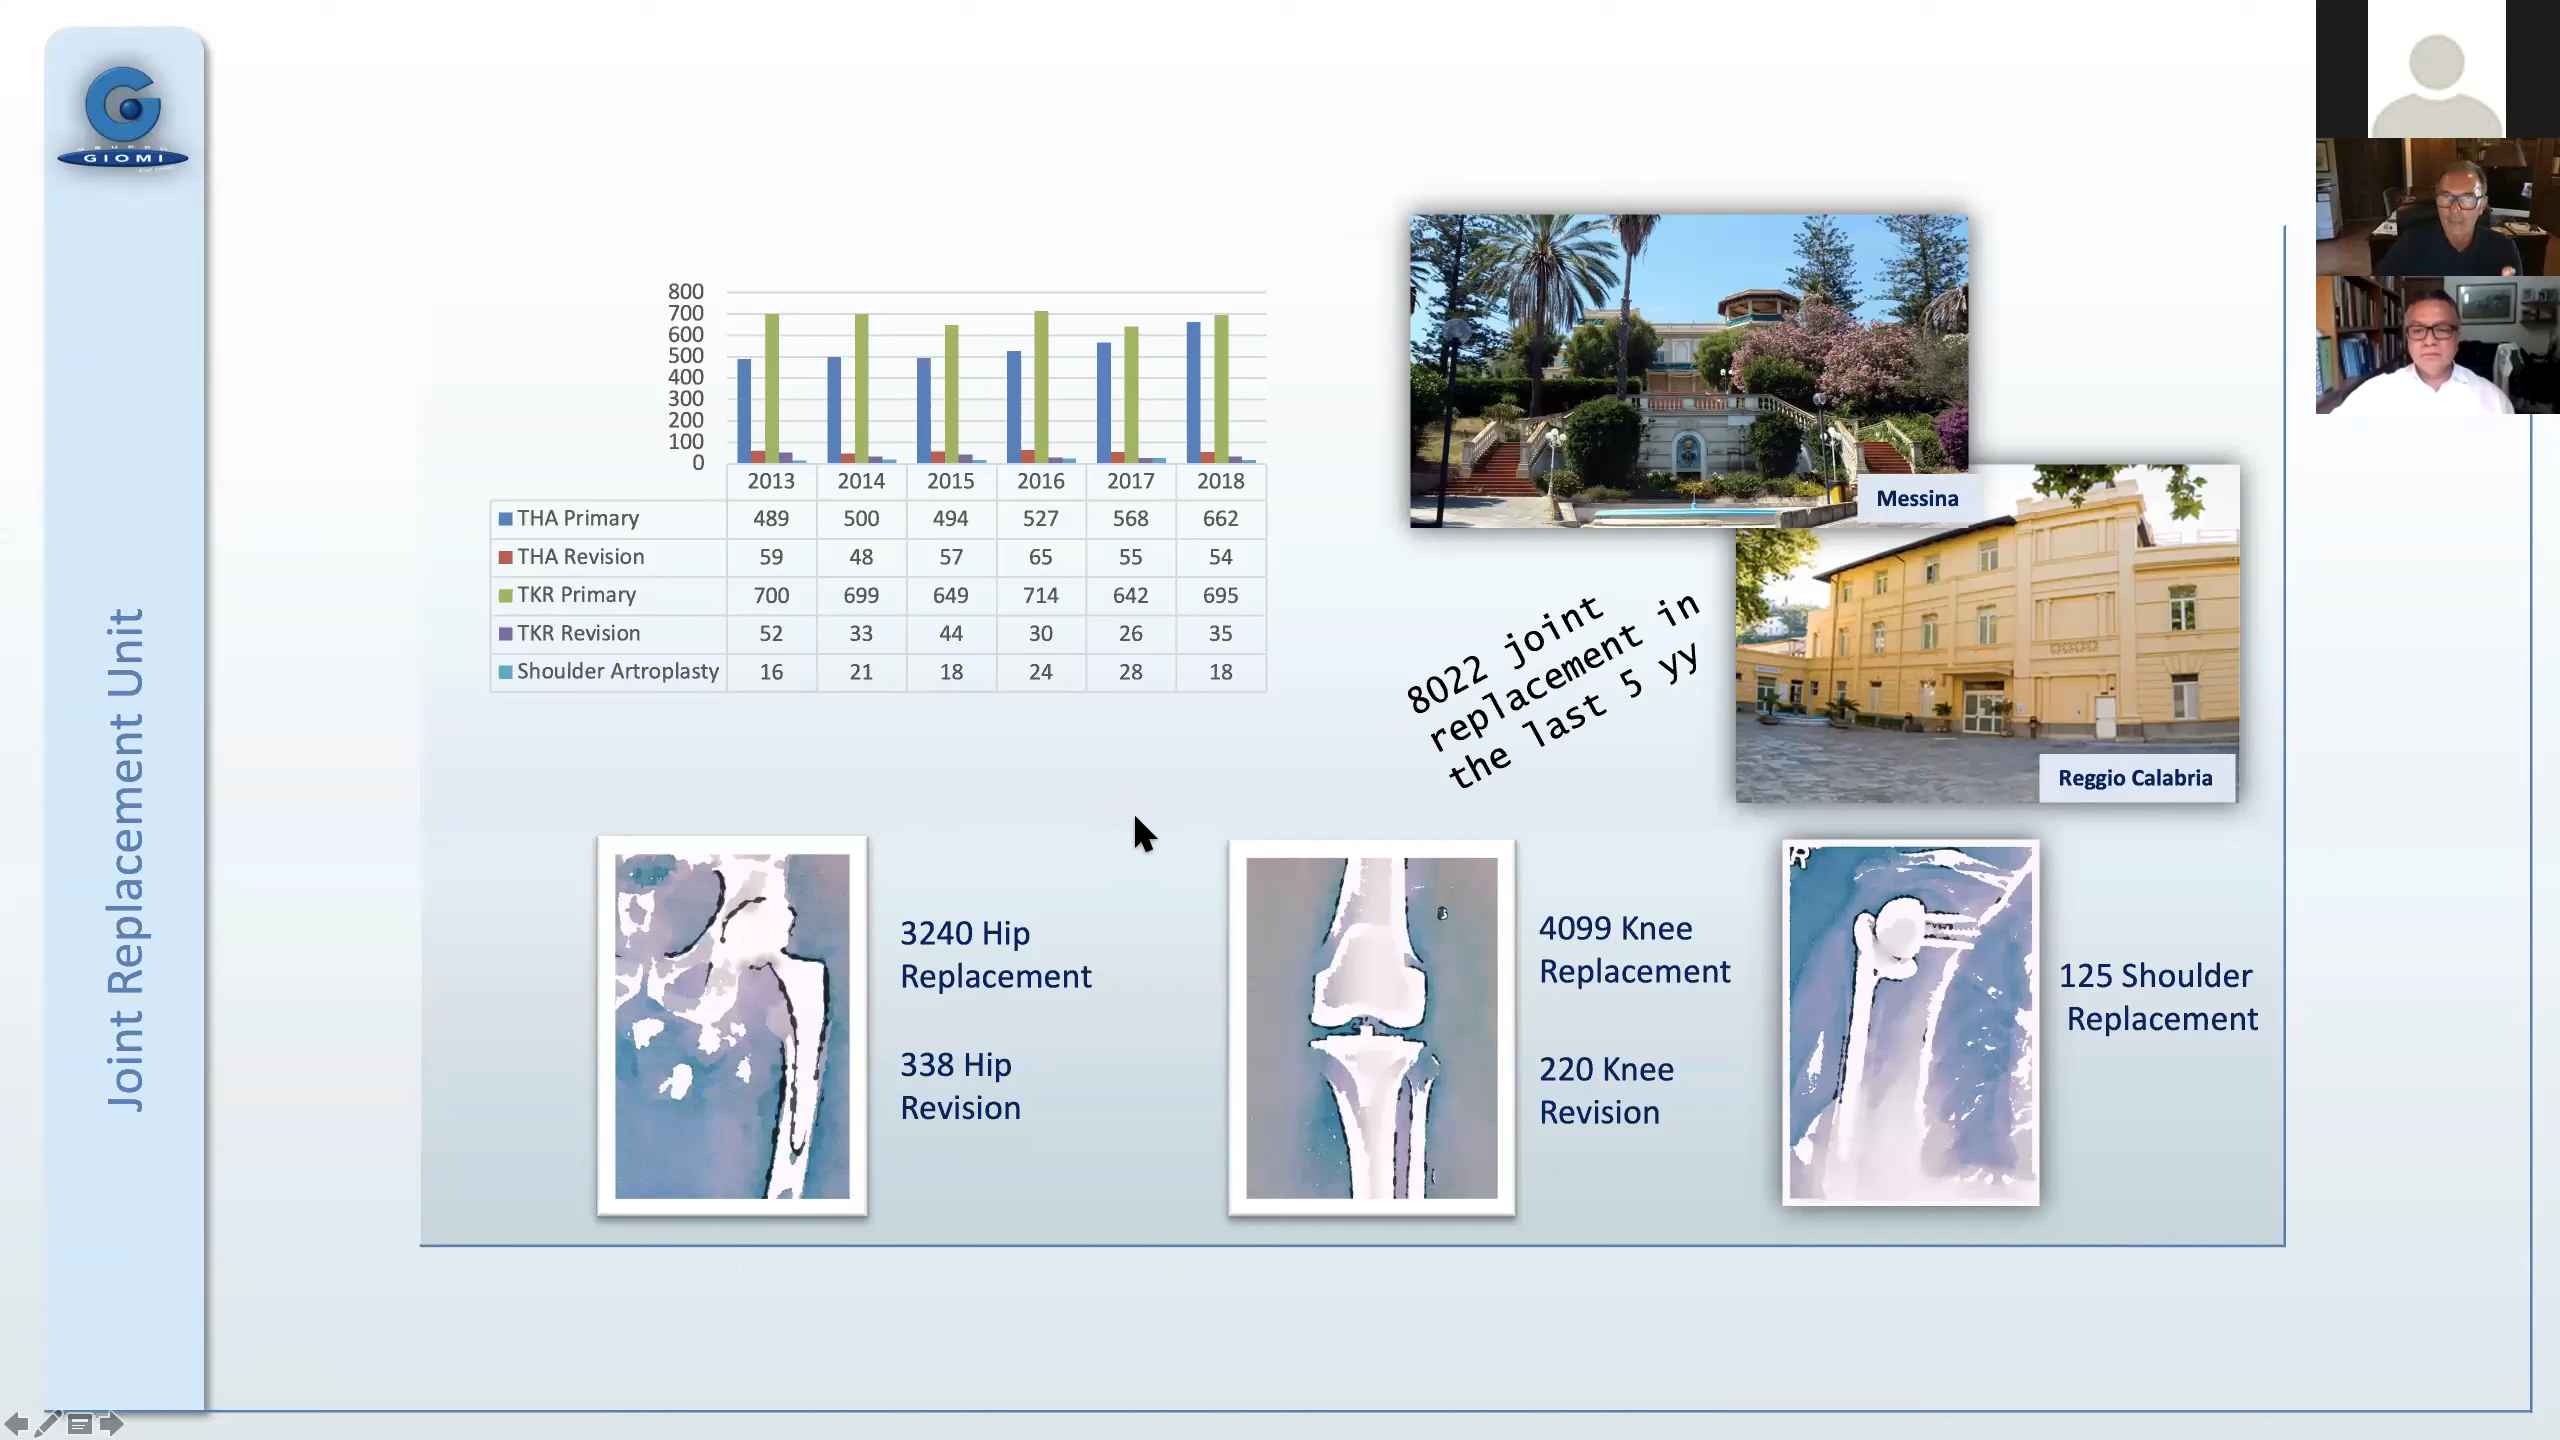 GRUPPO
GIOMI
Joint Replacement Unit
800
700
600
500
400
300
200
100
0
2013 2014 2015 2016 2017 2018
THA Primary 489 500 494 527 568 662
THA Revision 59 48 57 65 55 54
TKR Primary 700 699 649 714 642 695
TKR Revision 52 33 44 30 26 35
Shoulder Artroplasty 16 21 18 24 28 18
Messina
Reggio Calabria
8022 joint
replacement in
the last 5 yy
3240 Hip
Replacement
338 Hip
Revision
4099 Knee
Replacement
220 Knee
Revision
R
125 Shoulder
Replacement